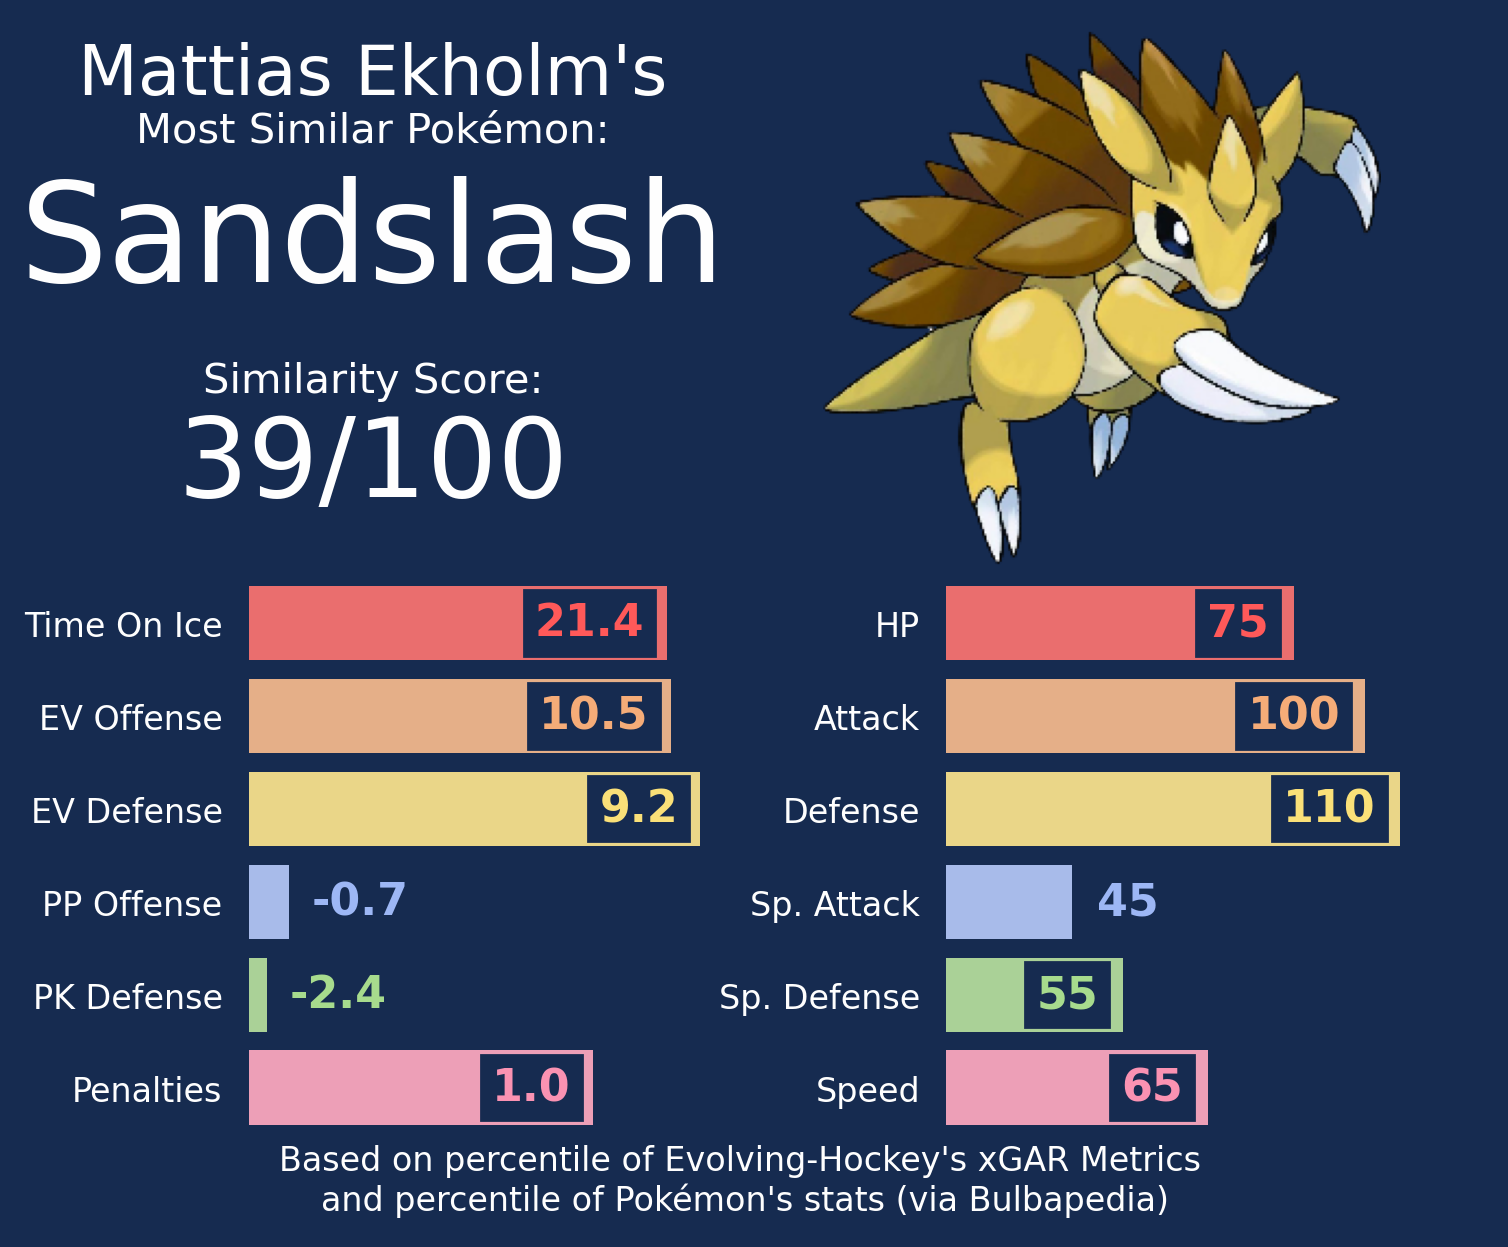 Mattias Ekholm's
Most Similar Pokémon:
Sandslash
Similarity Score:
39/100
Time On Ice 21.4
EV Offense 10.5
EV Defense 9.2
PP Offense -0.7
PK Defense -2.4
Penalties 1.0
HP 75
Attack 100
Defense 110
Sp. Attack 45
Sp. Defense 55
Speed 65
Based on percentile of Evolving-Hockey's xGAR Metrics
and percentile of Pokémon's stats (via Bulbapedia)